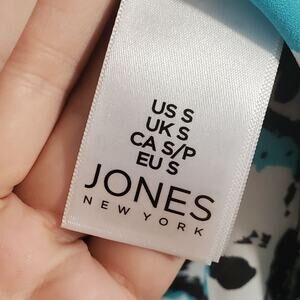 US S
UK S
CA S/P
EU S
JONES
NEW YORK